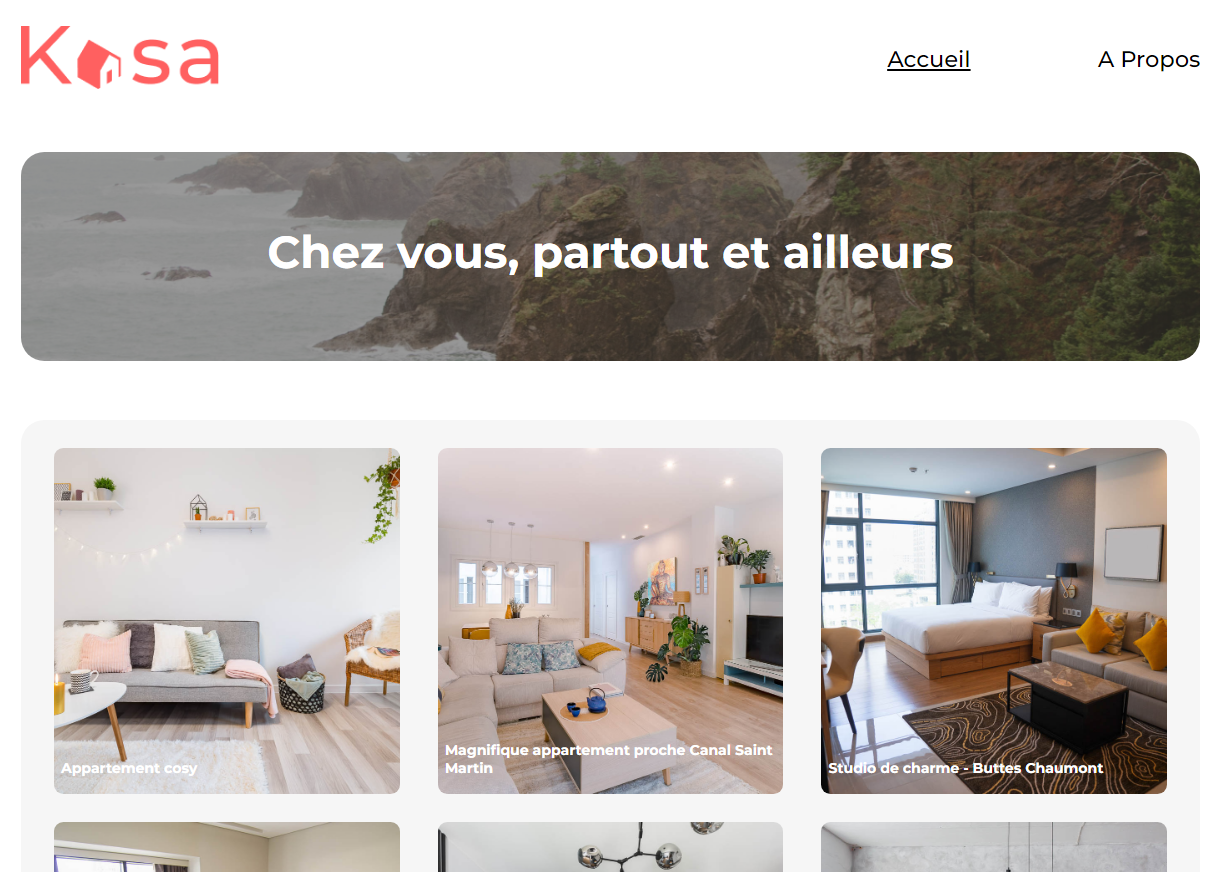 Kasa
Accueil
A Propos
Chez vous, partout et ailleurs
Appartement cosy
Magnifique appartement proche Canal Saint
Martin
Studio de charme - Buttes Chaumont